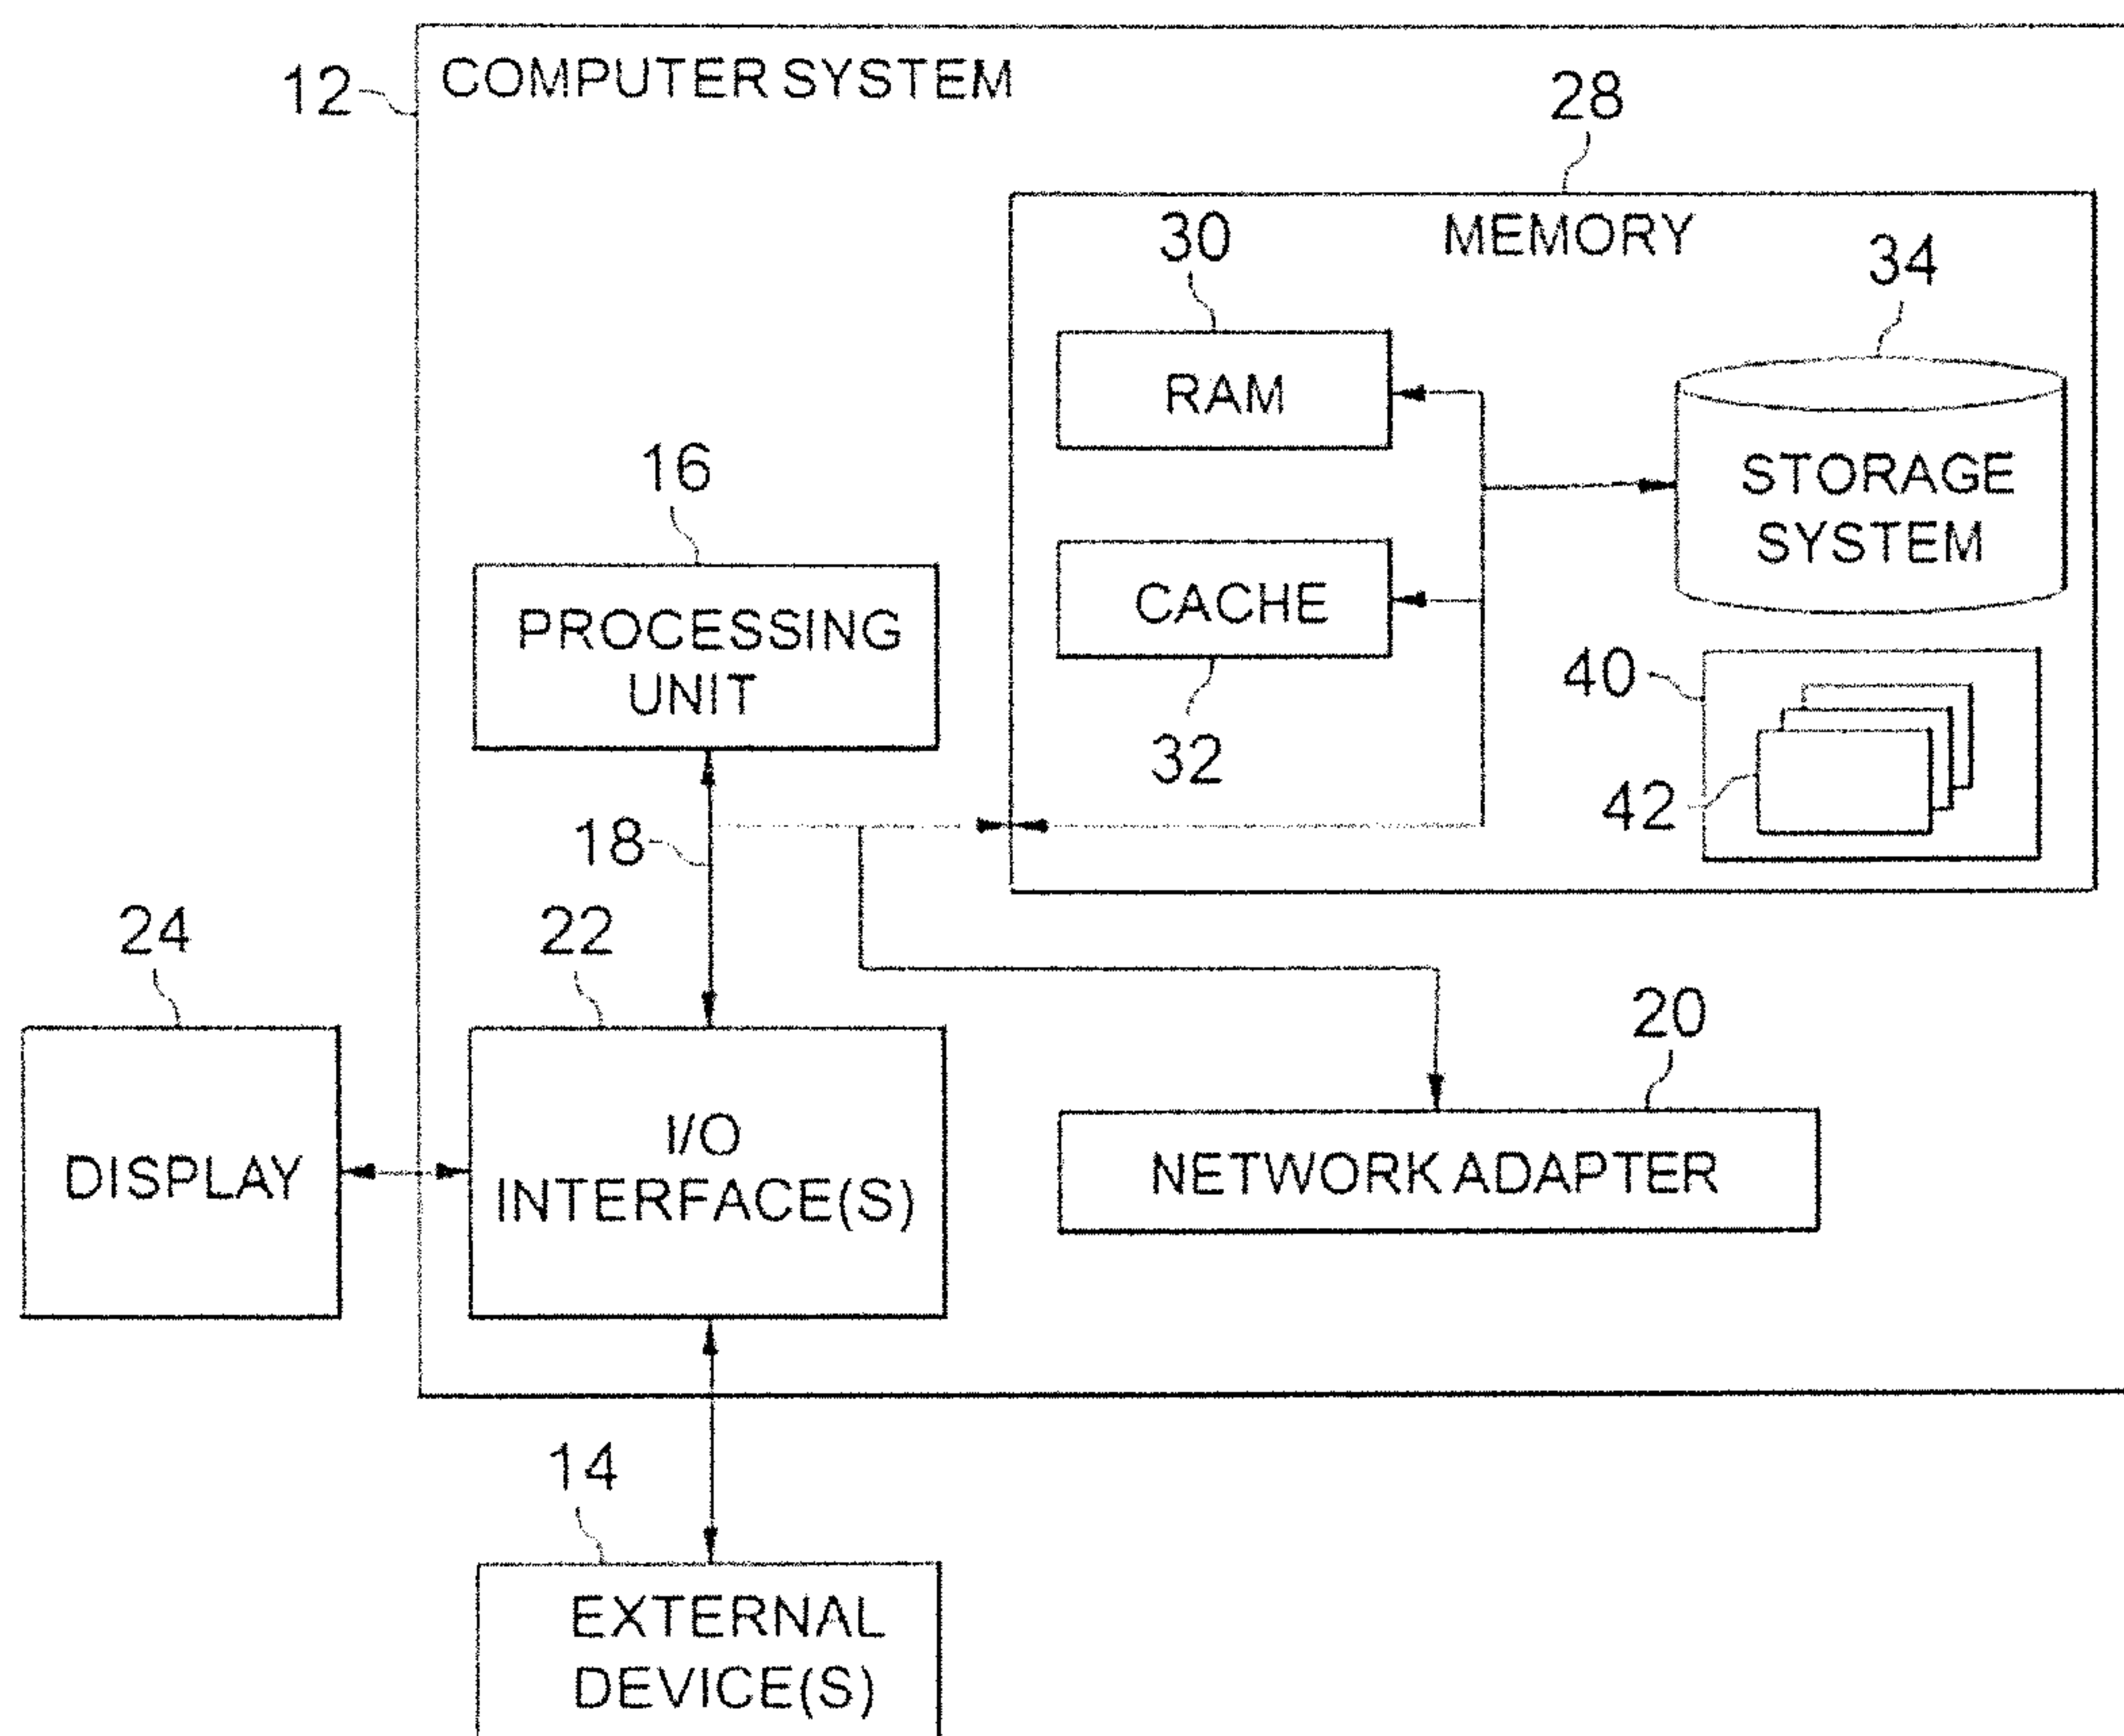 12
COMPUTER SYSTEM
28
MEMORY
30
34
RAM
STORAGE
SYSTEM
16
PROCESSING
UNIT
CACHE
32
40
42
18
24
22
20
DISPLAY
I/O
INTERFACE(S)
NETWORK ADAPTER
14
EXTERNAL
DEVICE(S)